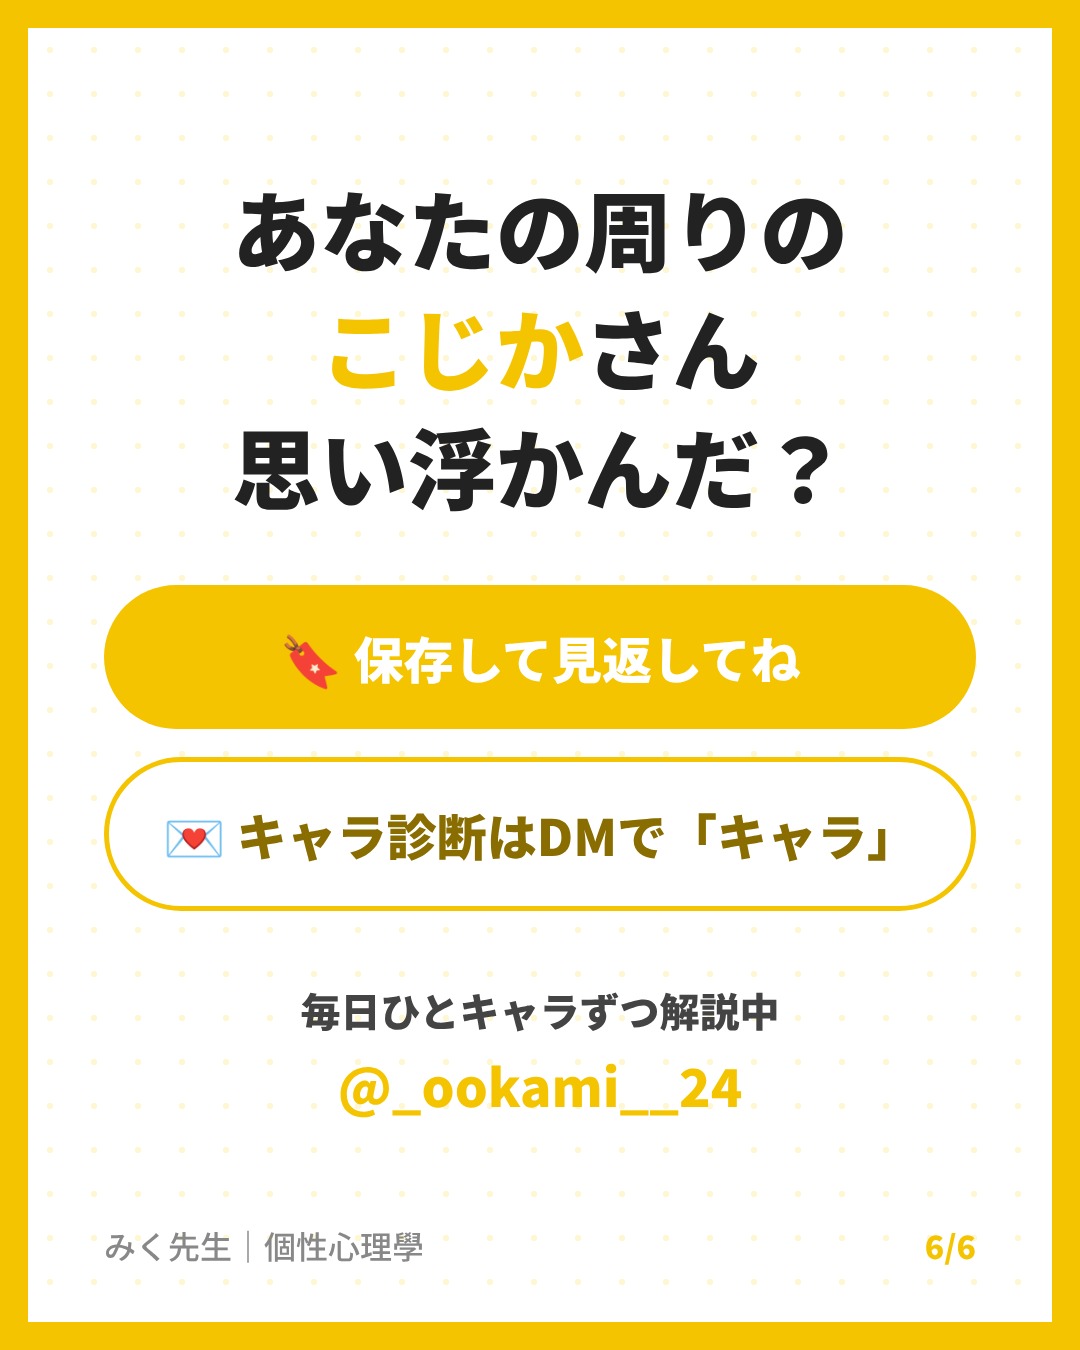 あなたの周りの
こじかさん
思い浮かんだ？
🔖 保存して見返してね
💌 キャラ診断はDMで「キャラ」
毎日ひとキャラずつ解説中
@_ookami__24
みく先生｜個性心理學
6/6